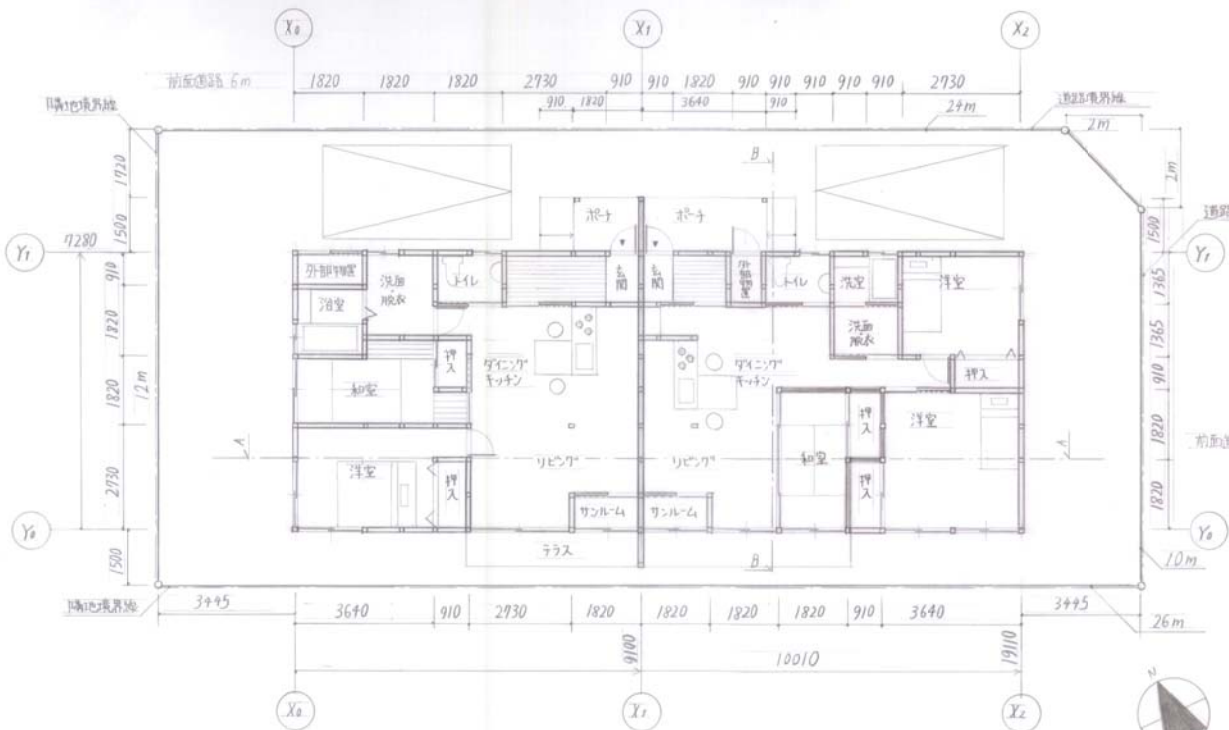 X₀ X₁ X₂
前面道路 6m
1820 1820 1820 2730 910 910 1820 910 910 910 910 910 2730
910 1820 3640 910
隣地境界線 24m 道路境界線
2m
2m
1720
1500
B
ポーチ ポーチ
道路
1500
Y₁ 7280 Y₁
910
1820
1820
2730
12m
1500
外部物置 洗面・脱衣 トイレ 玄関 玄関 外部物置 トイレ 洗室 洋室
浴室
洗面・脱衣
ダイニングキッチン ダイニングキッチン
押入 押入
和室
押入 洋室
A A
洋室 押入 リビング リビング 和室 押入
サンルーム サンルーム
テラス
B
1365
1365
910
1820
1820
前面道
Y₀ Y₀
10m
隣地境界線
26m
3445 3640 910 2730 1820 1820 1820 1820 910 3640 3445
9100 10010 19110
X₀ X₁ X₂
N